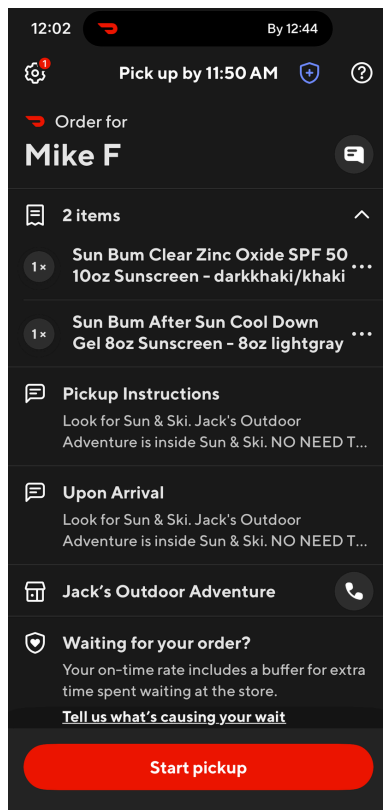 12:02
By 12:44
1
Pick up by 11:50 AM
Order for
Mike F
2 items
1×
Sun Bum Clear Zinc Oxide SPF 50
10oz Sunscreen - darkkhaki/khaki
1×
Sun Bum After Sun Cool Down
Gel 8oz Sunscreen - 8oz lightgray
Pickup Instructions
Look for Sun & Ski. Jack's Outdoor
Adventure is inside Sun & Ski. NO NEED T...
Upon Arrival
Look for Sun & Ski. Jack's Outdoor
Adventure is inside Sun & Ski. NO NEED T...
Jack's Outdoor Adventure
Waiting for your order?
Your on-time rate includes a buffer for extra
time spent waiting at the store.
Tell us what's causing your wait
Start pickup